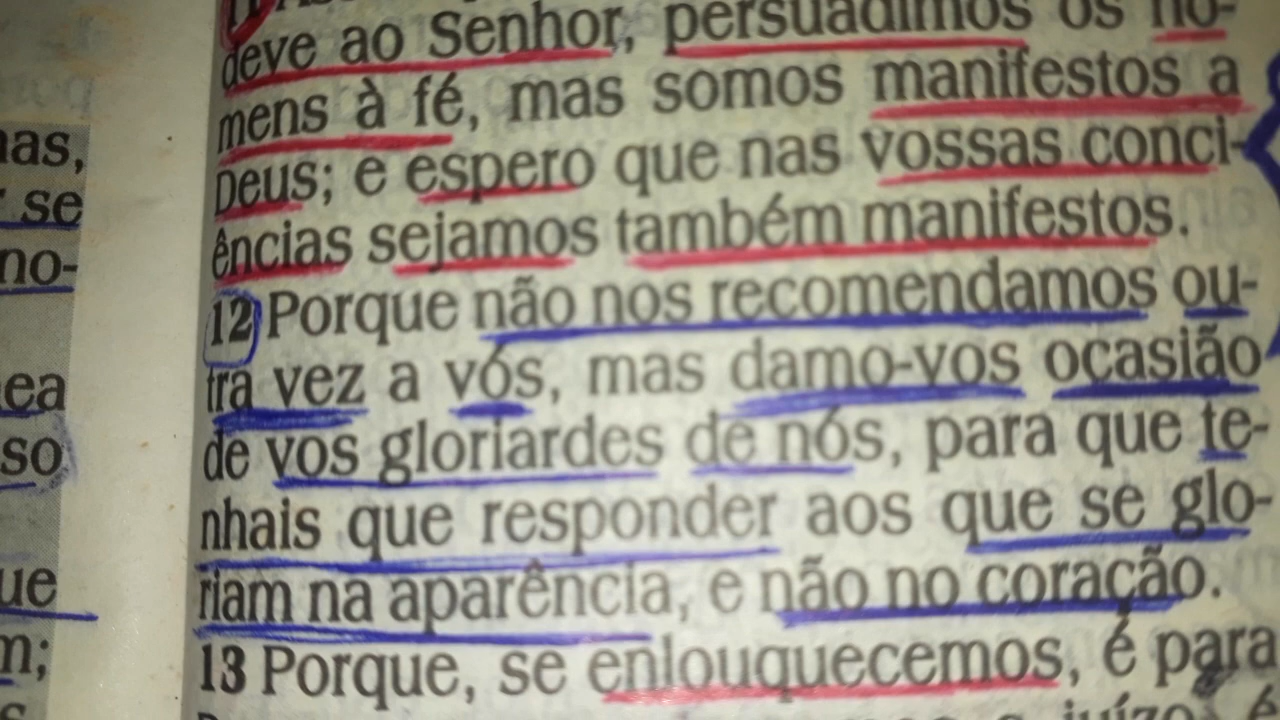 nas,
se
no-
ea
so
ue
m;
11
deve ao Senhor, persuadimos os ho-
mens à fé, mas somos manifestos a
Deus; e espero que nas vossas consci-
ências sejamos também manifestos.
12 Porque não nos recomendamos ou-
tra vez a vós, mas damo-vos ocasião
de vos gloriardes de nós, para que te-
nhais que responder aos que se glo-
riam na aparência, e não no coração.
13 Porque, se enlouquecemos, é para
juízo, é